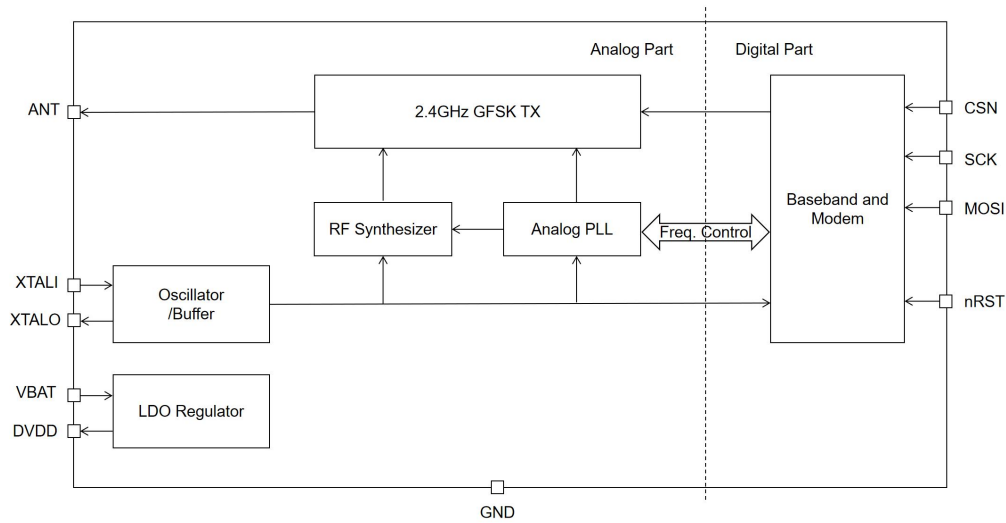 Analog Part
Digital Part
ANT
2.4GHz GFSK TX
CSN
SCK
Baseband and
Modem
MOSI
RF Synthesizer
Analog PLL
Freq. Control
XTALI
Oscillator
/Buffer
XTALO
nRST
VBAT
LDO Regulator
DVDD
GND